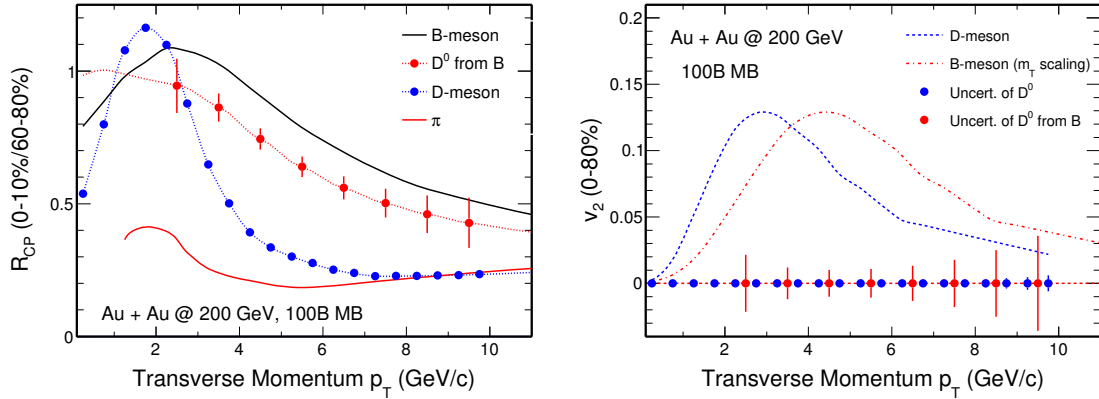 R_CP (0-10%/60-80%)
1
0.5
0
B-meson
D⁰ from B
D-meson
π
Au + Au @ 200 GeV, 100B MB
2 4 6 8 10
Transverse Momentum p_T (GeV/c)
v_2 (0-80%)
0.2
0.15
0.1
0.05
0
Au + Au @ 200 GeV
100B MB
D-meson
B-meson (m_T scaling)
Uncert. of D⁰
Uncert. of D⁰ from B
0 2 4 6 8 10
Transverse Momentum p_T (GeV/c)